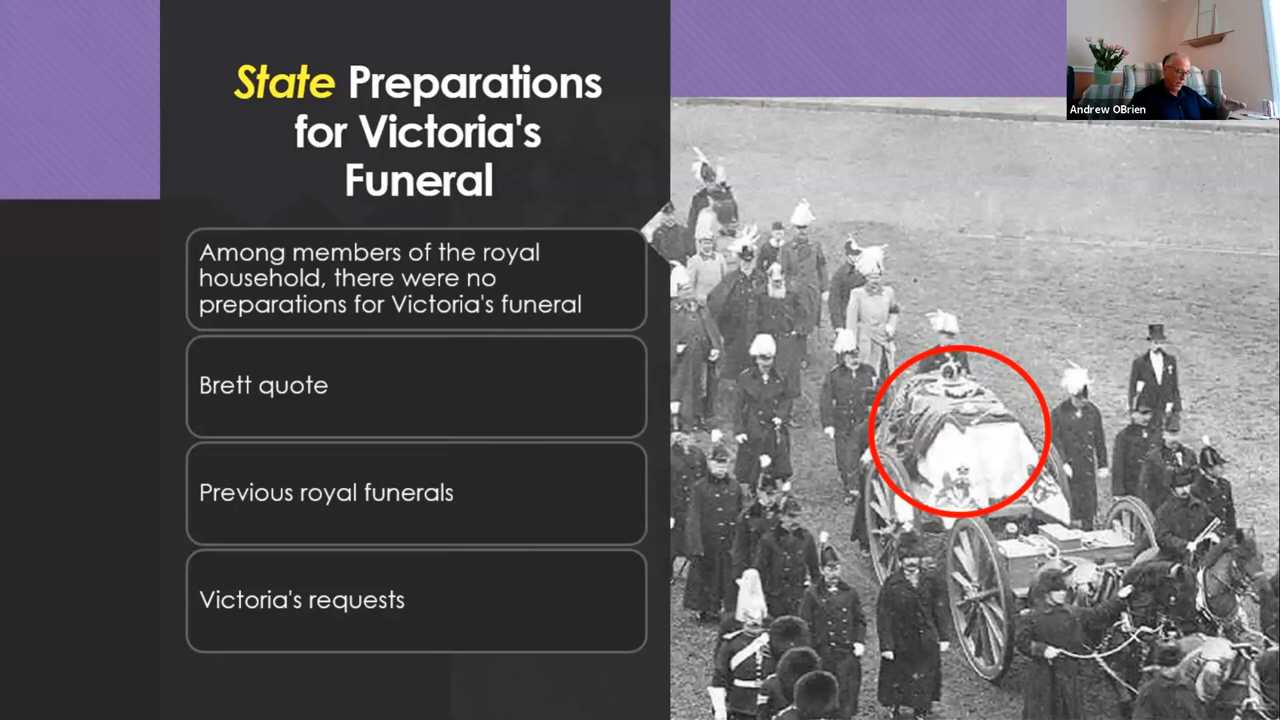 State Preparations
for Victoria's
Funeral
Among members of the royal
household, there were no
preparations for Victoria's funeral
Brett quote
Previous royal funerals
Victoria's requests
Andrew OBrien